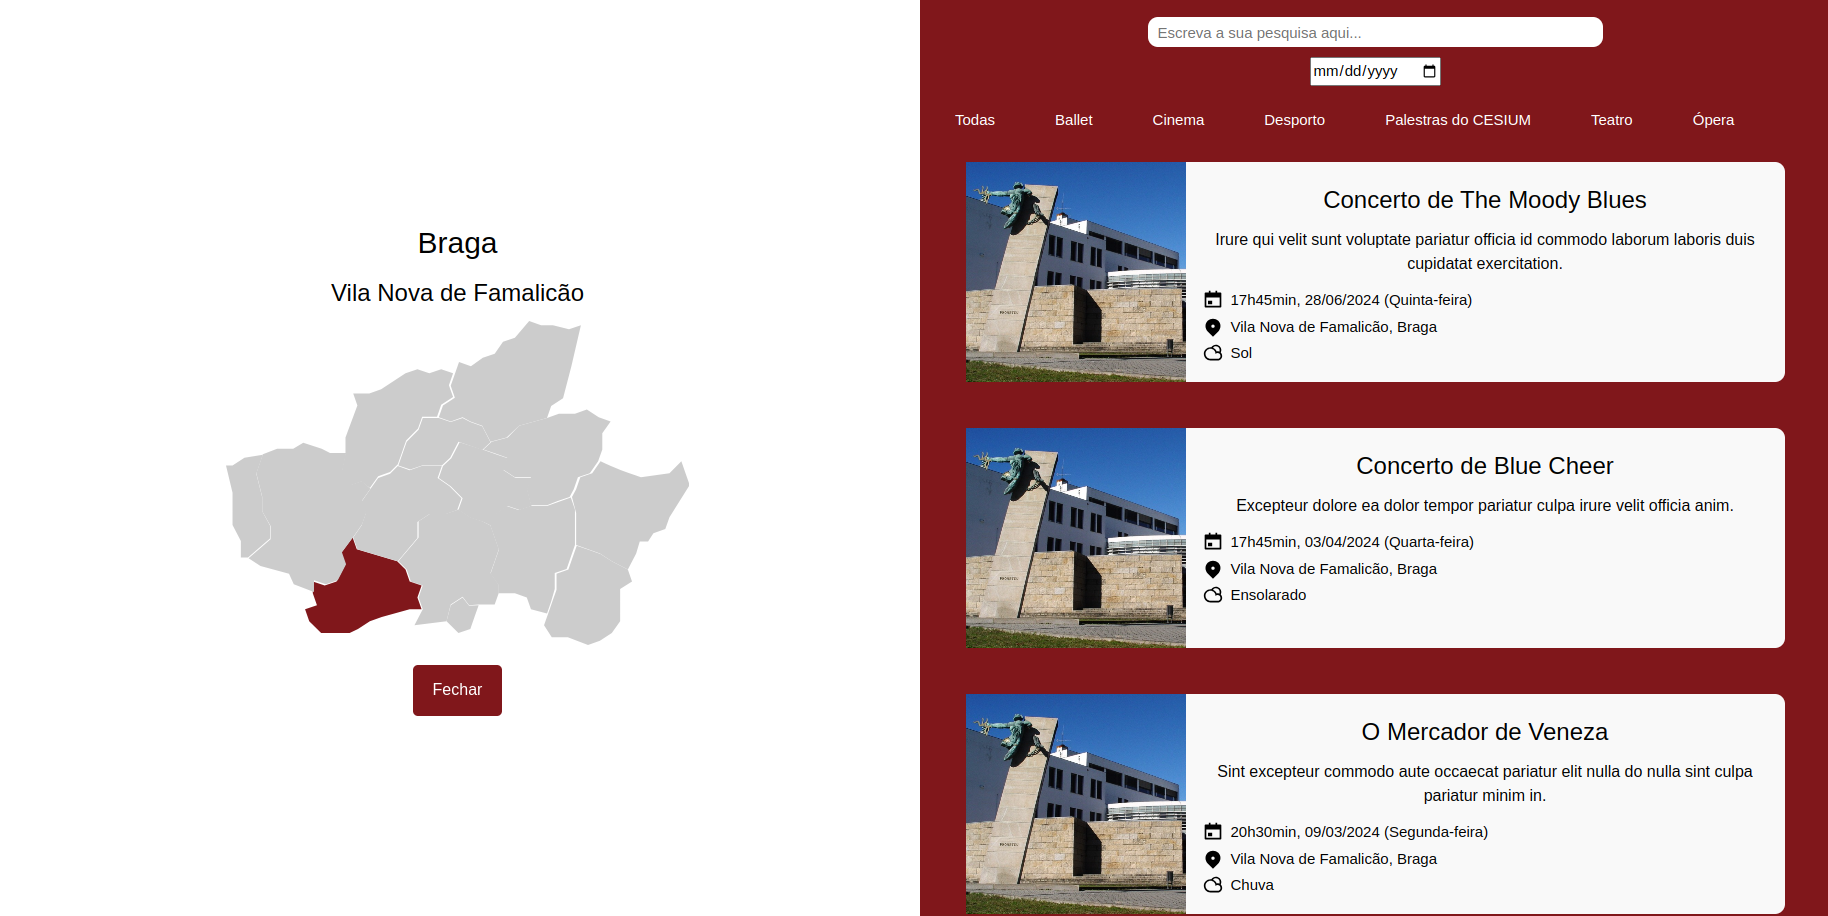 Braga
Vila Nova de Famalicão
Fechar
Escreva a sua pesquisa aqui...
mm/dd/yyyy
Todas Ballet Cinema Desporto Palestras do CESIUM Teatro Ópera
Concerto de The Moody Blues
Irure qui velit sunt voluptate pariatur officia id commodo laborum laboris duis
cupidatat exercitation.
17h45min, 28/06/2024 (Quinta-feira)
Vila Nova de Famalicão, Braga
Sol
Concerto de Blue Cheer
Excepteur dolore ea dolor tempor pariatur culpa irure velit officia anim.
17h45min, 03/04/2024 (Quarta-feira)
Vila Nova de Famalicão, Braga
Ensolarado
O Mercador de Veneza
Sint excepteur commodo aute occaecat pariatur elit nulla do nulla sint culpa
pariatur minim in.
20h30min, 09/03/2024 (Segunda-feira)
Vila Nova de Famalicão, Braga
Chuva